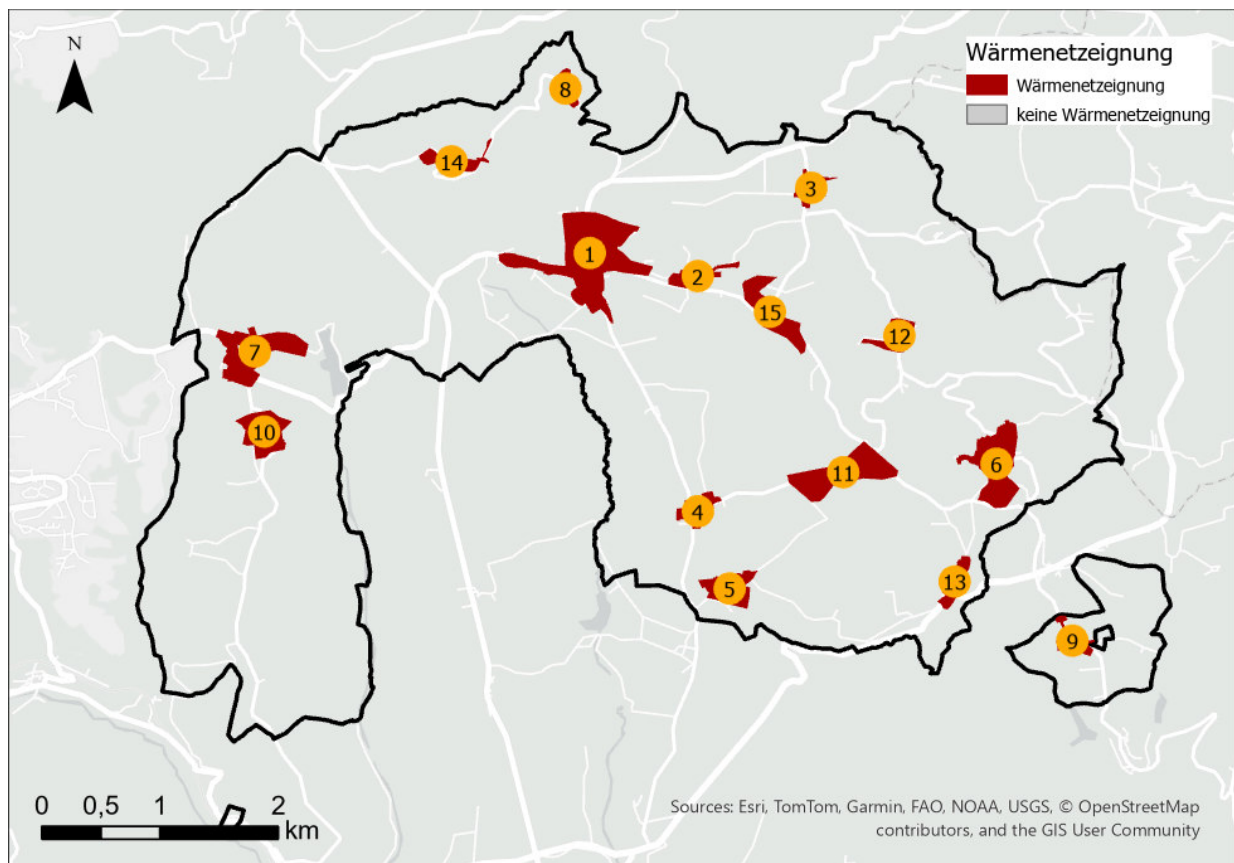 N
Wärmenetzeignung
Wärmenetzeignung
keine Wärmenetzeignung
8
14
3
1
2
15
12
7
10
6
11
4
13
5
9
0 0,5 1 2
km
Sources: Esri, TomTom, Garmin, FAO, NOAA, USGS, © OpenStreetMap
contributors, and the GIS User Community